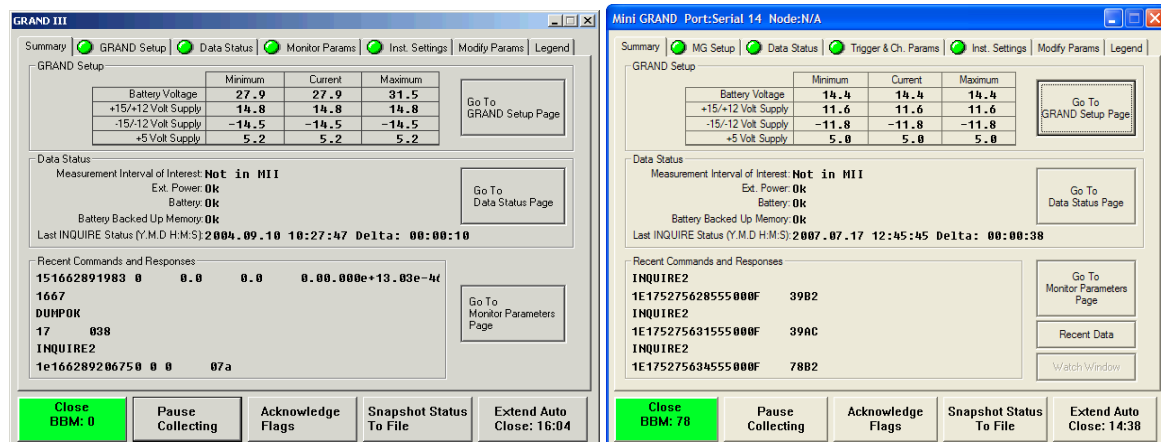 GRAND III
Summary GRAND Setup Data Status Monitor Params Inst. Settings Modify Params Legend
GRAND Setup
Minimum Current Maximum
Battery Voltage 27.9 27.9 31.5
+15/+12 Volt Supply 14.8 14.8 14.8
-15/-12 Volt Supply -14.5 -14.5 -14.5
+5 Volt Supply 5.2 5.2 5.2
Go To
GRAND Setup Page
Data Status
Measurement Interval of Interest: Not in MII
Ext. Power: Ok
Battery: Ok
Battery Backed Up Memory: Ok
Last INQUIRE Status (Y.M.D H:M:S): 2004.09.10 10:27:47 Delta: 00:00:10
Go To
Data Status Page
Recent Commands and Responses
151662891983 0 0.0 0.0 0.00.000e+13.03e-4
1667
DUMPOK
17 038
INQUIRE2
1e166289206750 0 0 07a
Go To
Monitor Parameters
Page
Close
BBM: 0
Pause
Collecting
Acknowledge
Flags
Snapshot Status
To File
Extend Auto
Close: 16:04
Mini GRAND Port:Serial 14 Node:N/A
Summary MG Setup Data Status Trigger & Ch. Params Inst. Settings Modify Params Legend
GRAND Setup
Minimum Current Maximum
Battery Voltage 14.4 14.4 14.4
+15/+12 Volt Supply 11.6 11.6 11.6
-15/-12 Volt Supply -11.8 -11.8 -11.8
+5 Volt Supply 5.0 5.0 5.0
Go To
GRAND Setup Page
Data Status
Measurement Interval of Interest: Not in MII
Ext. Power: Ok
Battery: Ok
Battery Backed Up Memory: Ok
Last INQUIRE Status (Y.M.D H:M:S): 2007.07.17 12:45:45 Delta: 00:00:38
Go To
Data Status Page
Recent Commands and Responses
INQUIRE2
1E175275628555000F 39B2
INQUIRE2
1E175275631555000F 39AC
INQUIRE2
1E175275634555000F 78B2
Go To
Monitor Parameters
Page
Recent Data
Watch Window
Close
BBM: 78
Pause
Collecting
Acknowledge
Flags
Snapshot Status
To File
Extend Auto
Close: 14:38